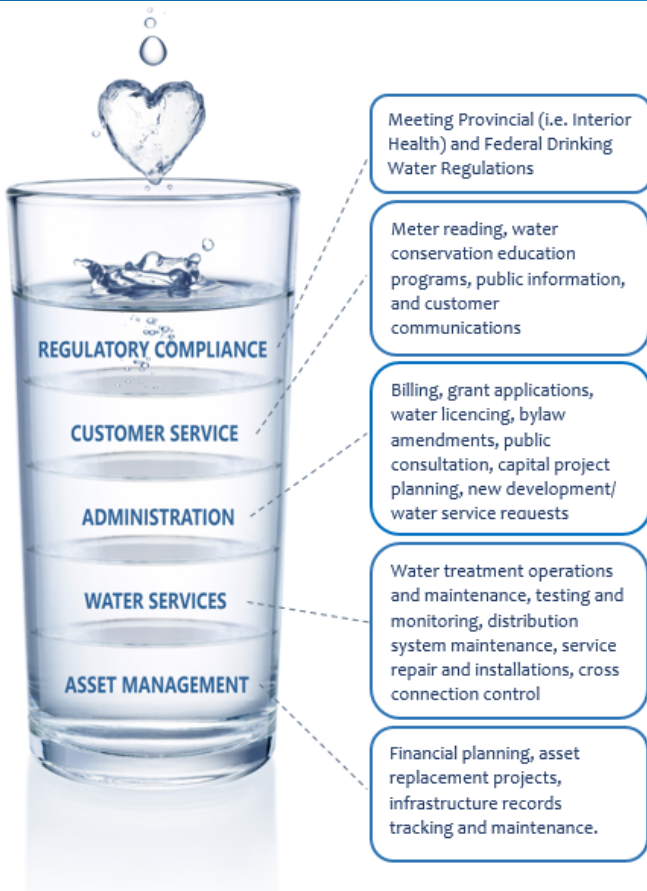 Meeting Provincial (i.e. Interior
Health) and Federal Drinking
Water Regulations
Meter reading, water
conservation education
programs, public information,
and customer
communications
REGULATORY COMPLIANCE
Billing, grant applications,
water licencing, bylaw
amendments, public
consultation, capital project
planning, new development/
water service requests
CUSTOMER SERVICE
ADMINISTRATION
Water treatment operations
and maintenance, testing and
monitoring, distribution
system maintenance, service
repair and installations, cross
connection control
WATER SERVICES
ASSET MANAGEMENT
Financial planning, asset
replacement projects,
infrastructure records
tracking and maintenance.